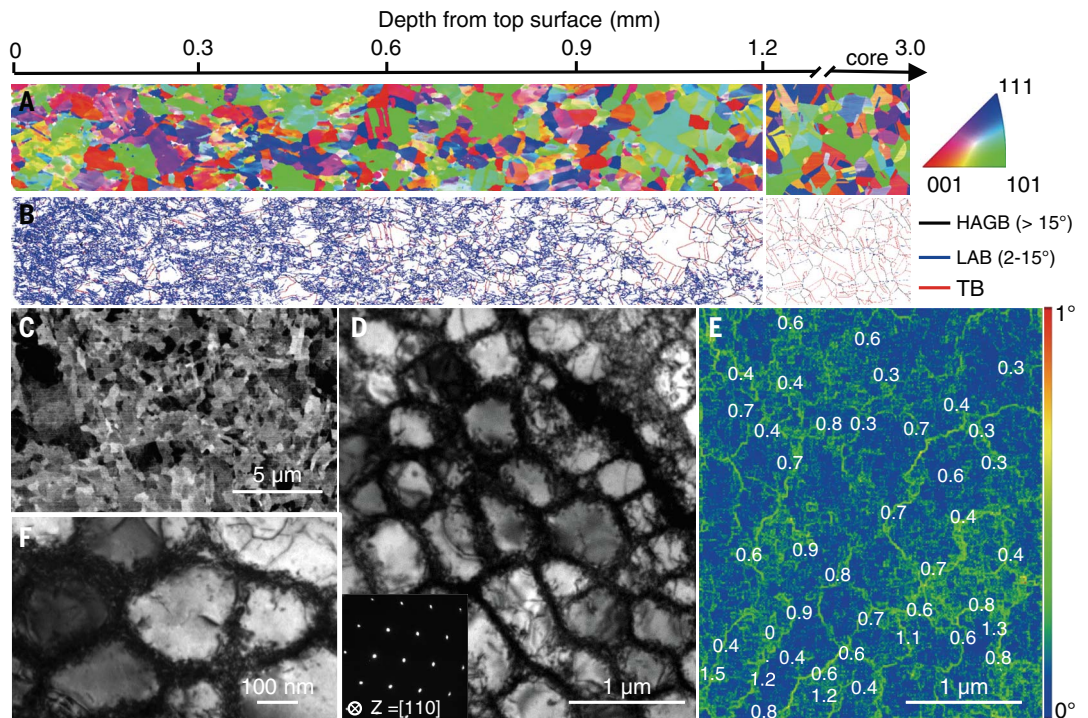 Depth from top surface (mm)
0 0.3 0.6 0.9 1.2 core 3.0
A
111
001 101
B
HAGB (> 15°)
LAB (2-15°)
TB
C
5 µm
D
Z =[110]
1 µm
E
1°
0.6
0.6
0.4 0.4 0.3 0.3
0.7 0.4 0.8 0.3 0.7 0.4 0.3
0.7 0.6 0.3
0.7 0.4
0.6 0.9 0.8 0.7 0.4
0.9 0.7 0.6 0.8
0.4 0 1.1 0.6 1.3
0.4 0.6 0.8
1.5 1.2 0.6 0.4
1.2
0.8
1 µm
0°
F
100 nm